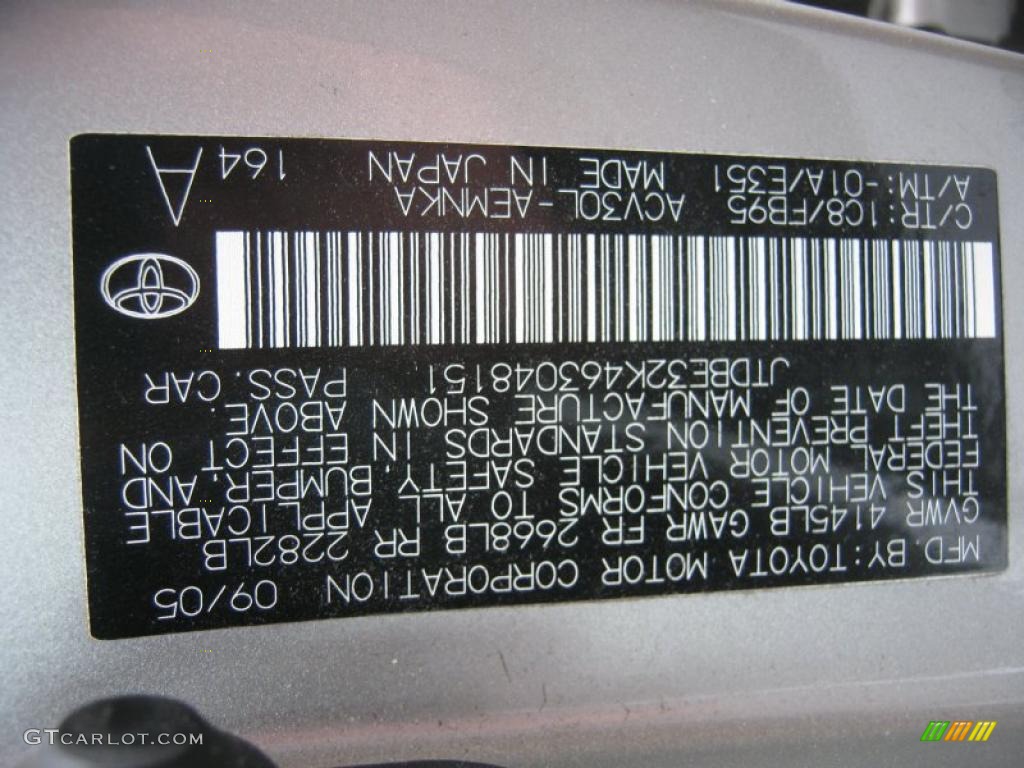 MFD. BY: TOYOTA MOTOR CORPORATION 09/05
GVWR 4145LB GAWR FR 2668LB RR 2282LB
THIS VEHICLE CONFORMS TO ALL APPLICABLE
FEDERAL MOTOR VEHICLE SAFETY, BUMPER, AND
THEFT PREVENTION STANDARDS IN EFFECT ON
THE DATE OF MANUFACTURE SHOWN ABOVE.
JTDBE32K463048151 PASS. CAR
C/TR: 1C8/FB95 ACV30L-AEMNKA
A/TM: -01A/E351 MADE IN JAPAN 164 A
GTCARLOT.COM